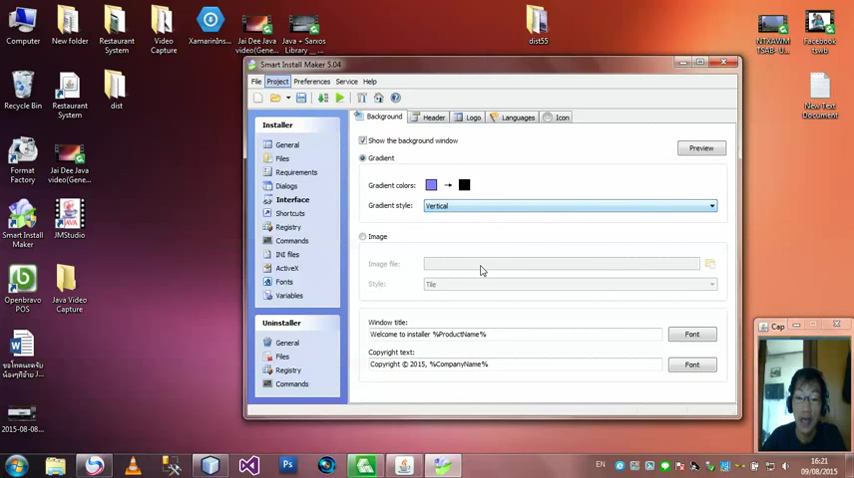 Computer
New folder
Restaurant
System
Video
Capture
Jai Dee Java
video(Gene...
Java + Sanxos
Library __ ...
dist55
Facebook
Recycle Bin
Restaurant
System
dist
New Text
Document
Format
Factory
Jai Dee Java
video(Gene...
Smart Install
Maker
JMStudio
Openbravo
POS
Java Video
Capture
2015-08-08...
Smart Install Maker 5.04
File Project Preferences Service Help
Installer
General
Files
Requirements
Dialogs
Interface
Shortcuts
Registry
Commands
INI files
ActiveX
Fonts
Variables
Uninstaller
General
Files
Registry
Commands
Background Header Logo Languages Icon
Show the background window
Preview
Gradient
Gradient colors:
Gradient style: Vertical
Image
Image file:
Style: Tile
Window title:
Welcome to installer %ProductName%
Font
Copyright text:
Copyright © 2015, %CompanyName%
Font
Cap
Ps
EN
16:21
09/08/2015